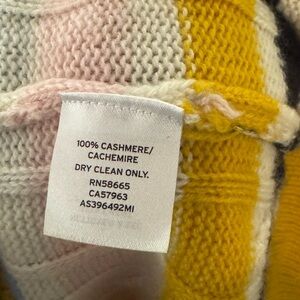 100% CASHMERE/
CACHEMIRE
DRY CLEAN ONLY.
RN58665
CA57963
AS396492MI